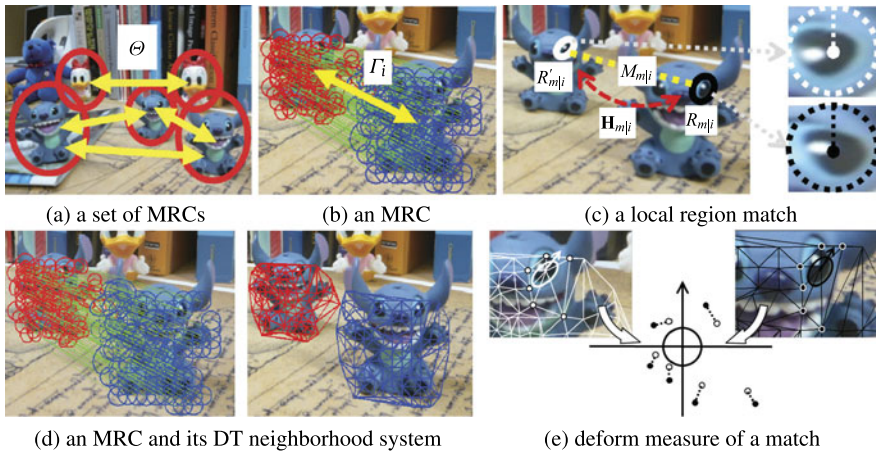 Θ
Γi
R′m|i
Mm|i
Hm|i
Rm|i
(a) a set of MRCs
(b) an MRC
(c) a local region match
(d) an MRC and its DT neighborhood system
(e) deform measure of a match